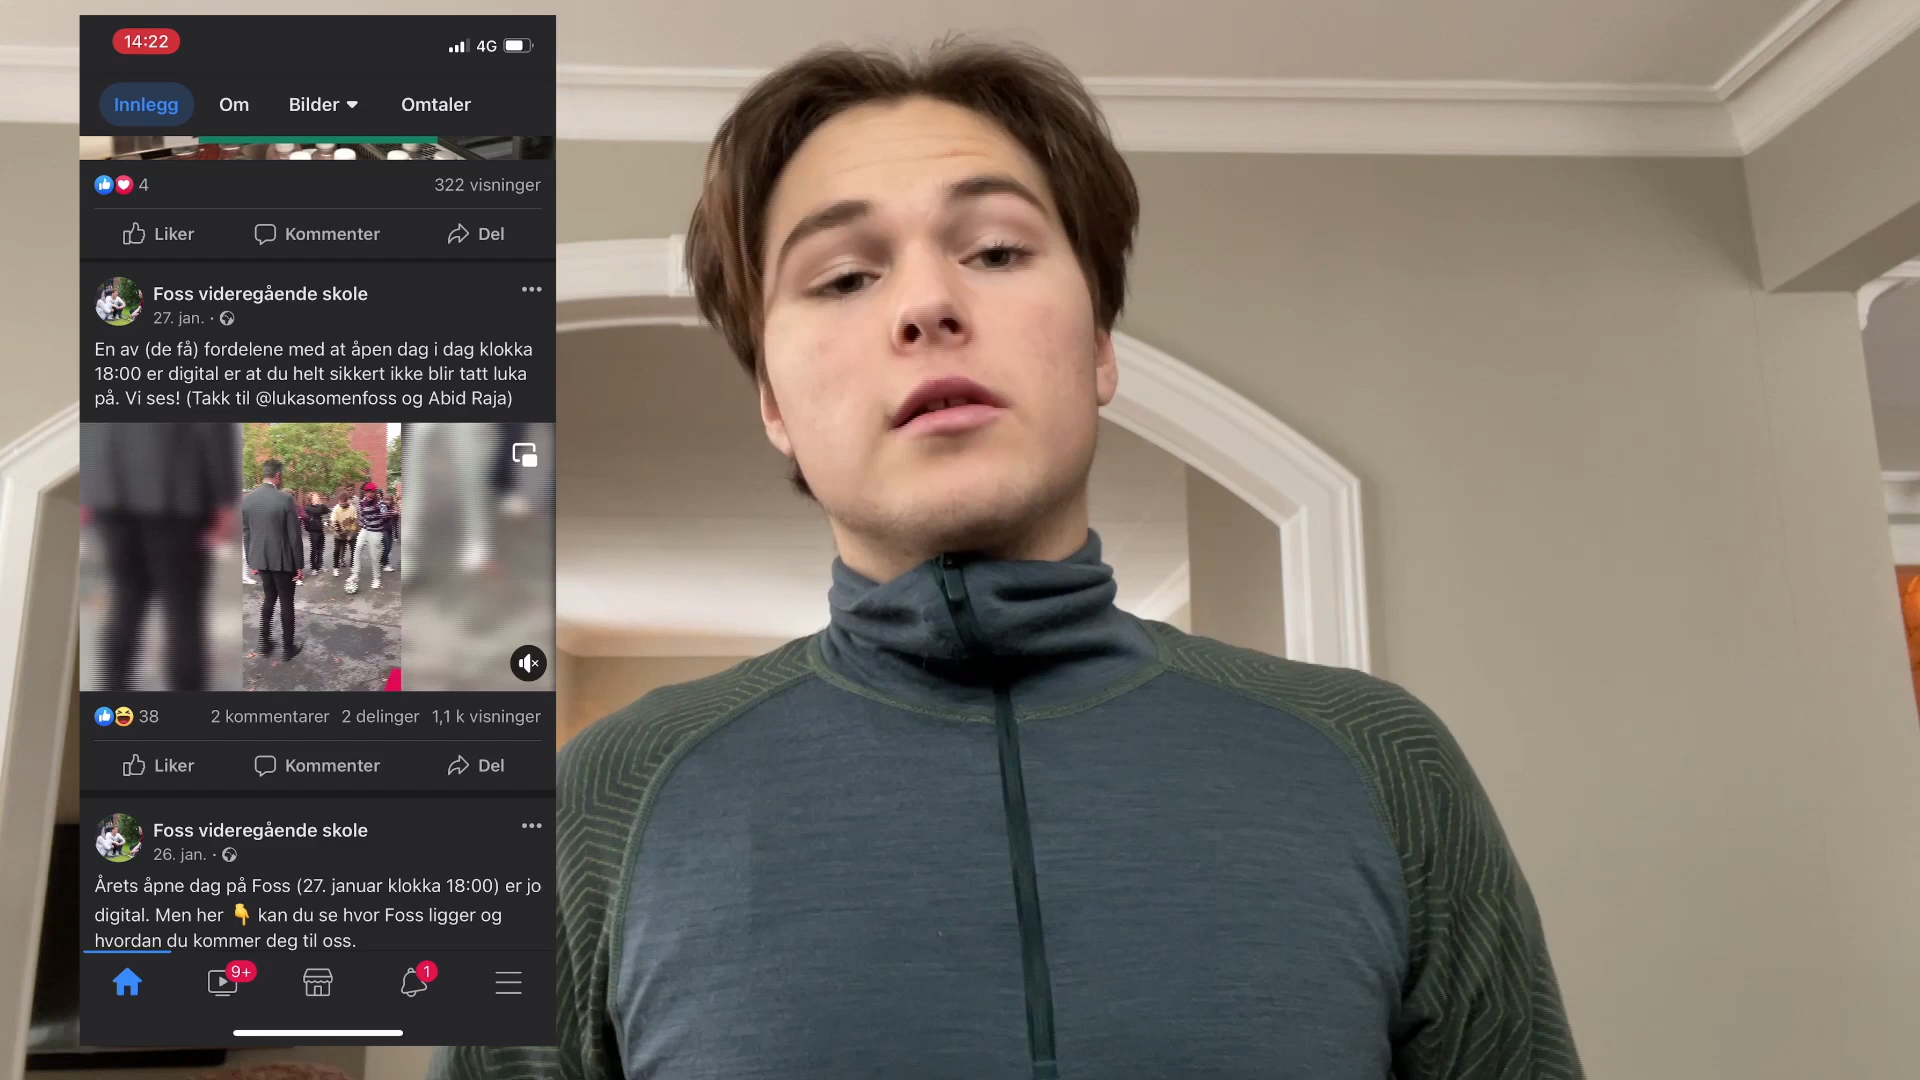 14:22
4G
Innlegg Om Bilder Omtaler
4 322 visninger
Liker Kommenter Del
Foss videregående skole
27. jan. ·
En av (de få) fordelene med at åpen dag i dag klokka
18:00 er digital er at du helt sikkert ikke blir tatt luka
på. Vi ses! (Takk til @lukasomenfoss og Abid Raja)
38 2 kommentarer 2 delinger 1,1 k visninger
Liker Kommenter Del
Foss videregående skole
26. jan. ·
Årets åpne dag på Foss (27. januar klokka 18:00) er jo
digital. Men her 👇 kan du se hvor Foss ligger og
hvordan du kommer deg til oss.
9+ 1